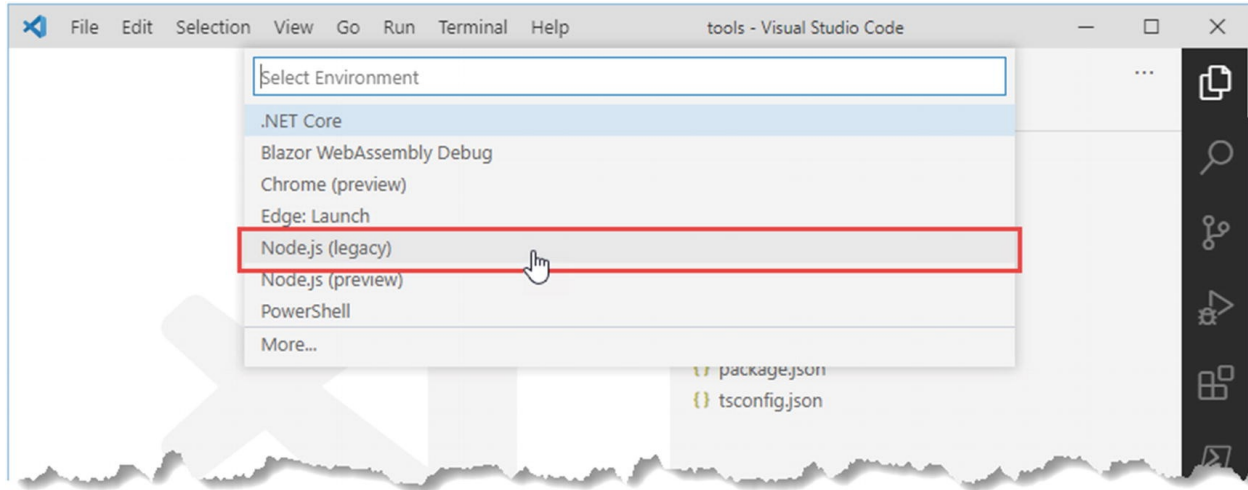 File Edit Selection View Go Run Terminal Help tools - Visual Studio Code
Select Environment
.NET Core
Blazor WebAssembly Debug
Chrome (preview)
Edge: Launch
Node.js (legacy)
Node.js (preview)
PowerShell
More...
{} package.json
{} tsconfig.json